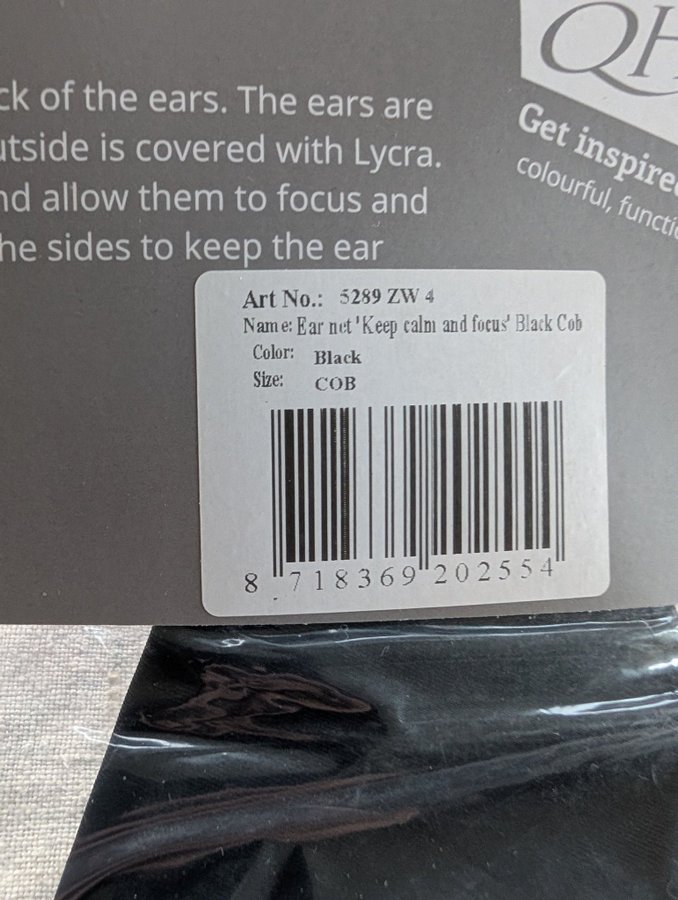 QH
Get inspire
colourful, functi
ck of the ears. The ears are
utside is covered with Lycra.
nd allow them to focus and
he sides to keep the ear
Art No.: 5289 ZW 4
Name: Ear net 'Keep calm and focus' Black Cob
Color: Black
Size: COB
8 718369 202554